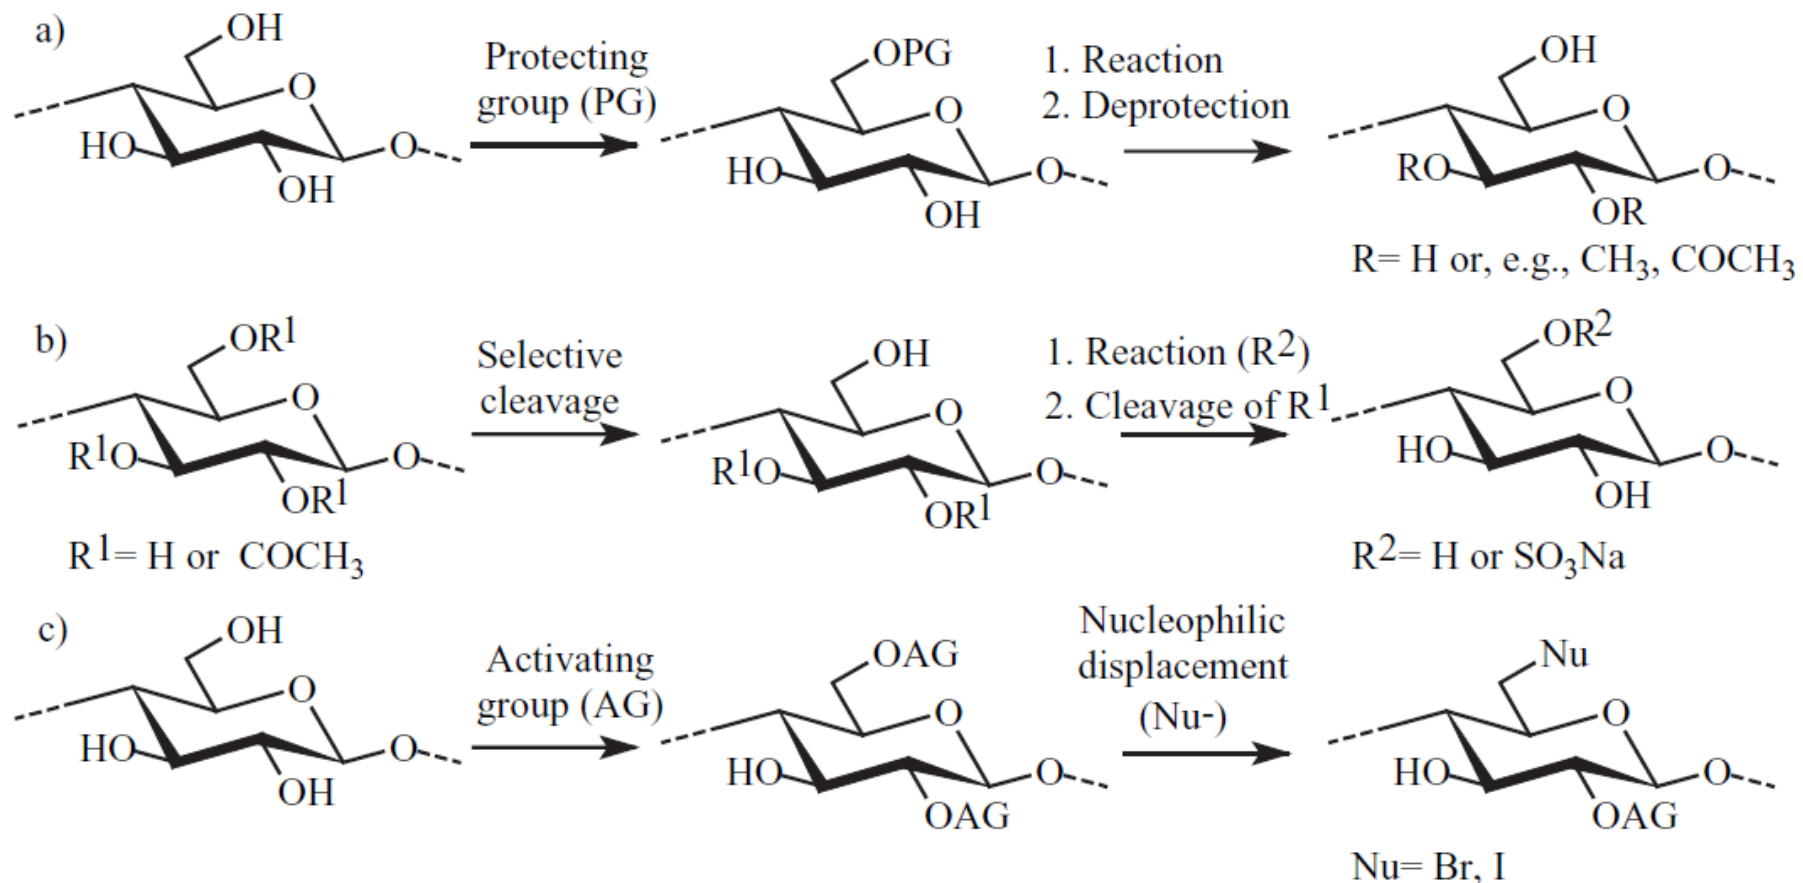 a)
OH
O
HO
OH
O
Protecting
group (PG)
OPG
O
HO
OH
O
1. Reaction
2. Deprotection
OH
O
RO
OR
O
R= H or, e.g., CH₃, COCH₃
b)
OR¹
O
R¹O
OR¹
O
R¹= H or COCH₃
Selective
cleavage
OH
O
R¹O
OR¹
O
1. Reaction (R²)
2. Cleavage of R¹
OR²
O
HO
OH
O
R²= H or SO₃Na
c)
OH
O
HO
OH
O
Activating
group (AG)
OAG
O
HO
OAG
O
Nucleophilic
displacement
(Nu-)
Nu
O
HO
OAG
O
Nu= Br, I